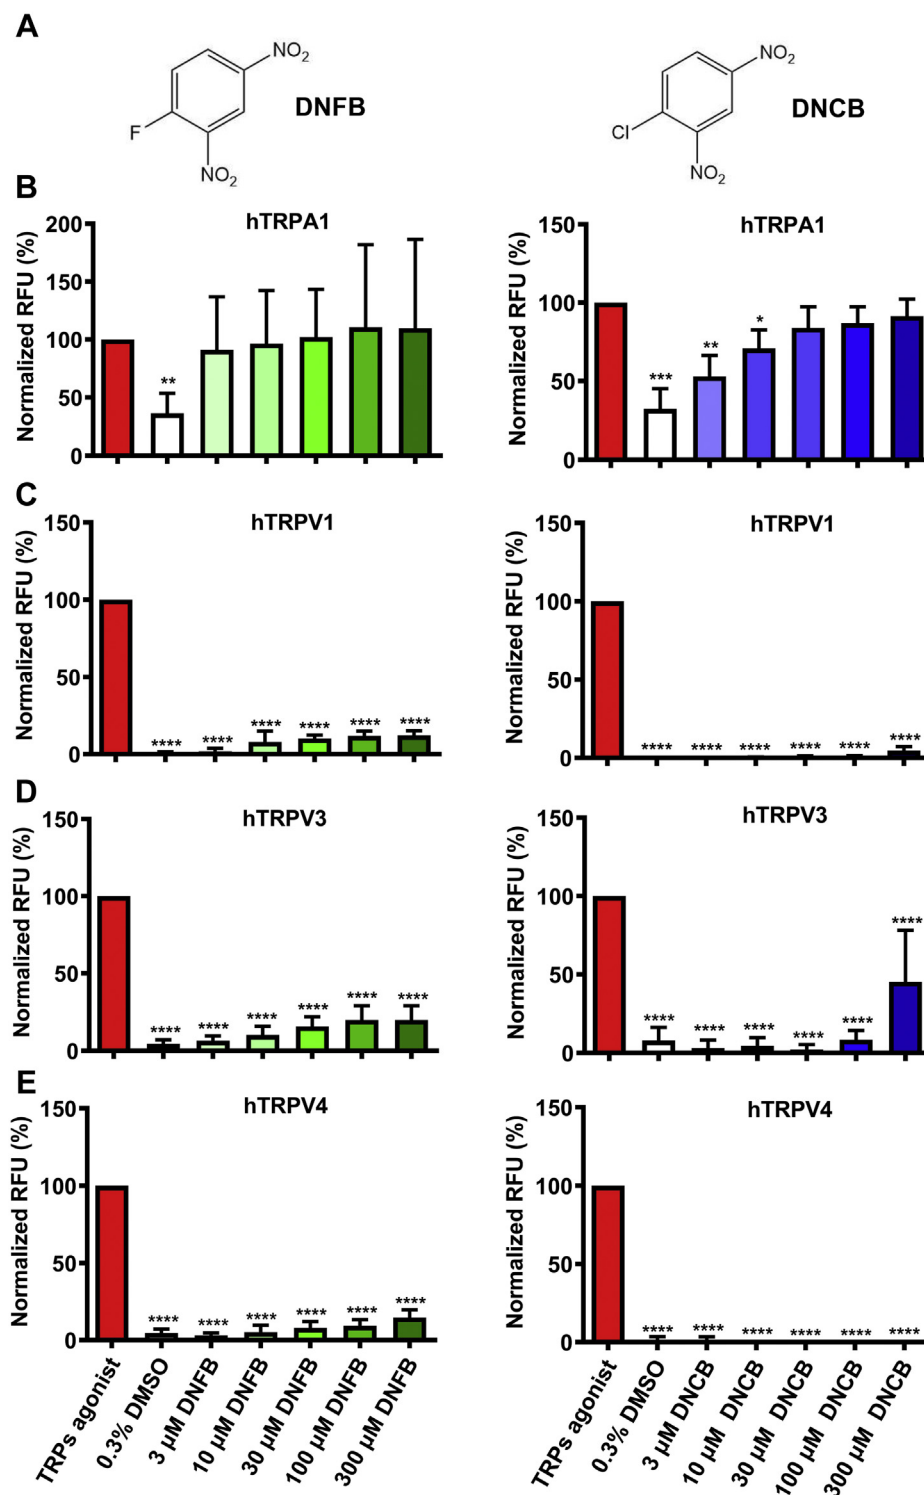 A
NO₂
DNFB
F
NO₂
NO₂
DNCB
Cl
NO₂
B
hTRPA1
Normalized RFU (%)
200
150
100
50
0
**
hTRPA1
Normalized RFU (%)
150
100
50
0
*** ** *
C
hTRPV1
Normalized RFU (%)
150
100
50
0
**** **** **** **** **** ****
hTRPV1
Normalized RFU (%)
150
100
50
0
**** **** **** **** **** ****
D
hTRPV3
Normalized RFU (%)
150
100
50
0
**** **** **** **** **** ****
hTRPV3
Normalized RFU (%)
150
100
50
0
**** **** **** **** **** ****
E
hTRPV4
Normalized RFU (%)
150
100
50
0
**** **** **** **** **** ****
hTRPV4
Normalized RFU (%)
150
100
50
0
**** **** **** **** **** ****
TRPs agonist
0.3% DMSO
3 µM DNFB
10 µM DNFB
30 µM DNFB
100 µM DNFB
300 µM DNFB
TRPs agonist
0.3% DMSO
3 µM DNCB
10 µM DNCB
30 µM DNCB
100 µM DNCB
300 µM DNCB